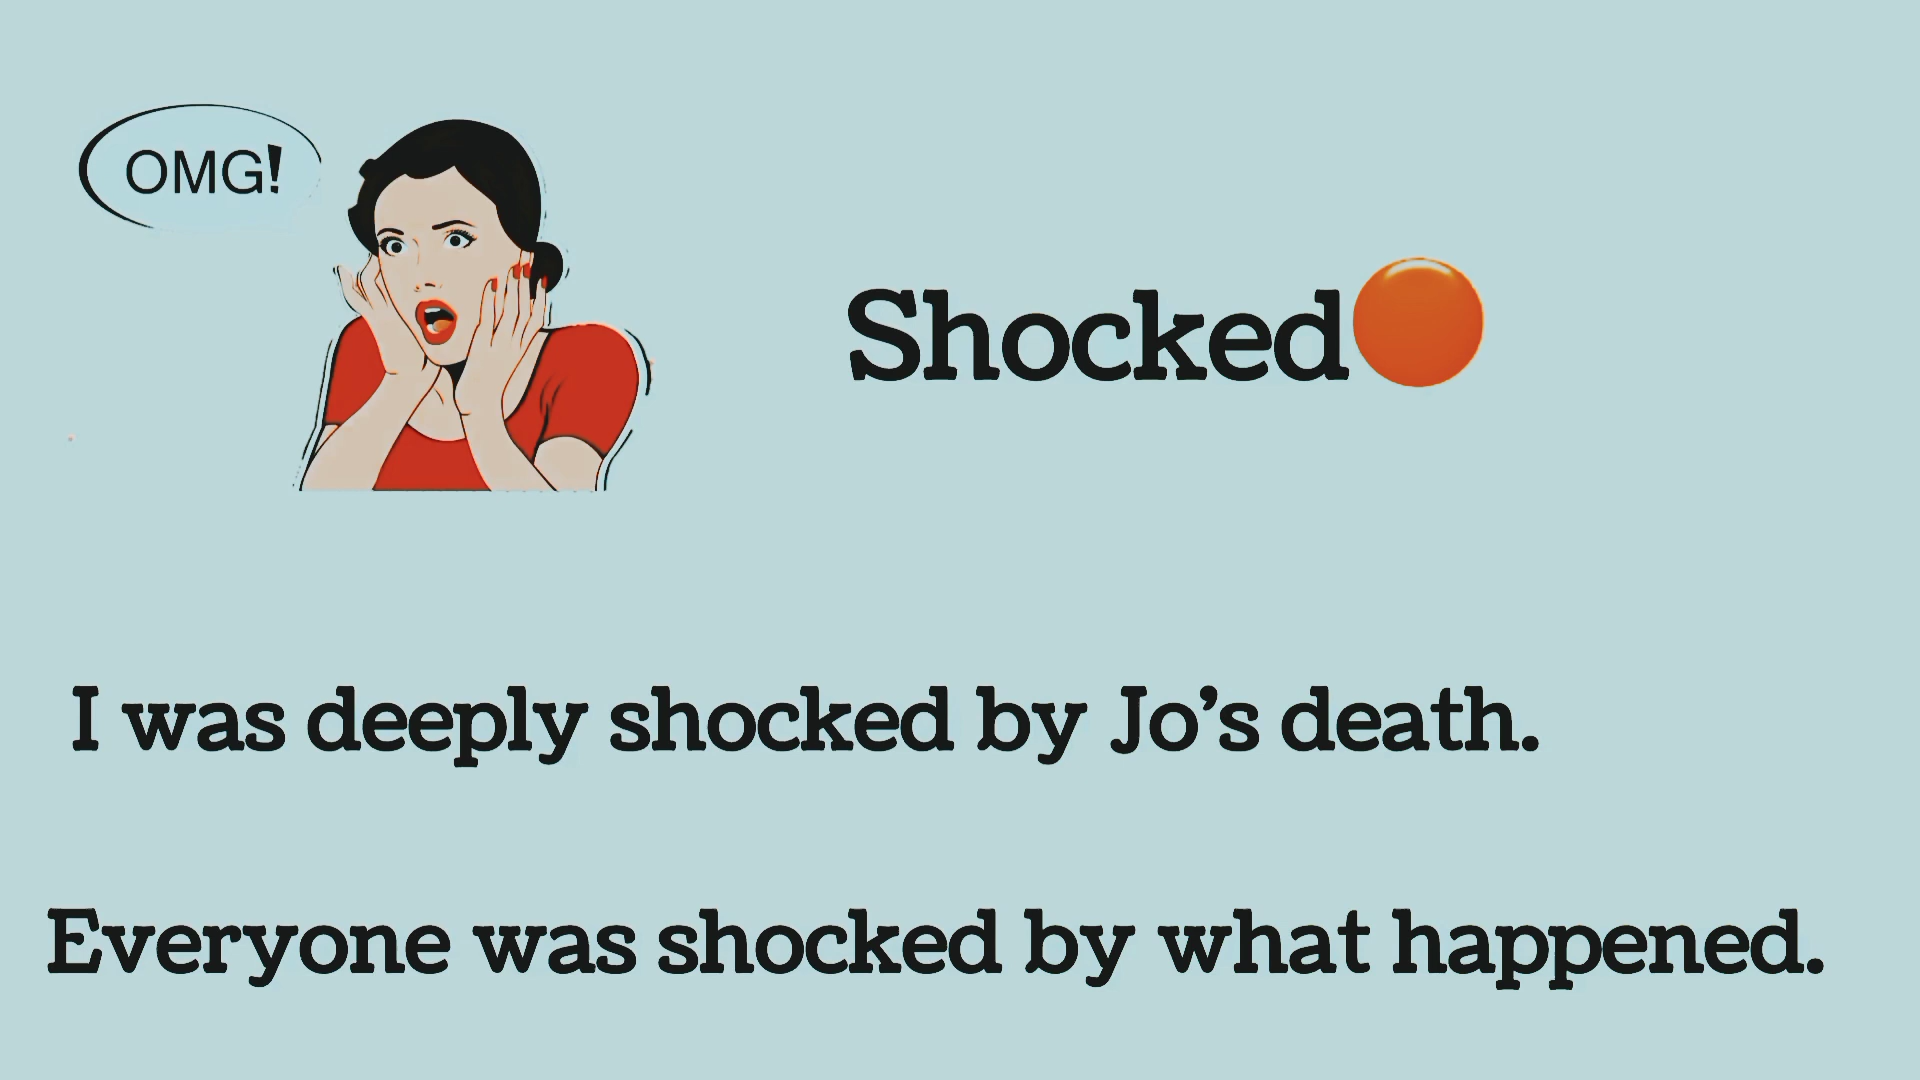 OMG!
Shocked
I was deeply shocked by Jo’s death.
Everyone was shocked by what happened.